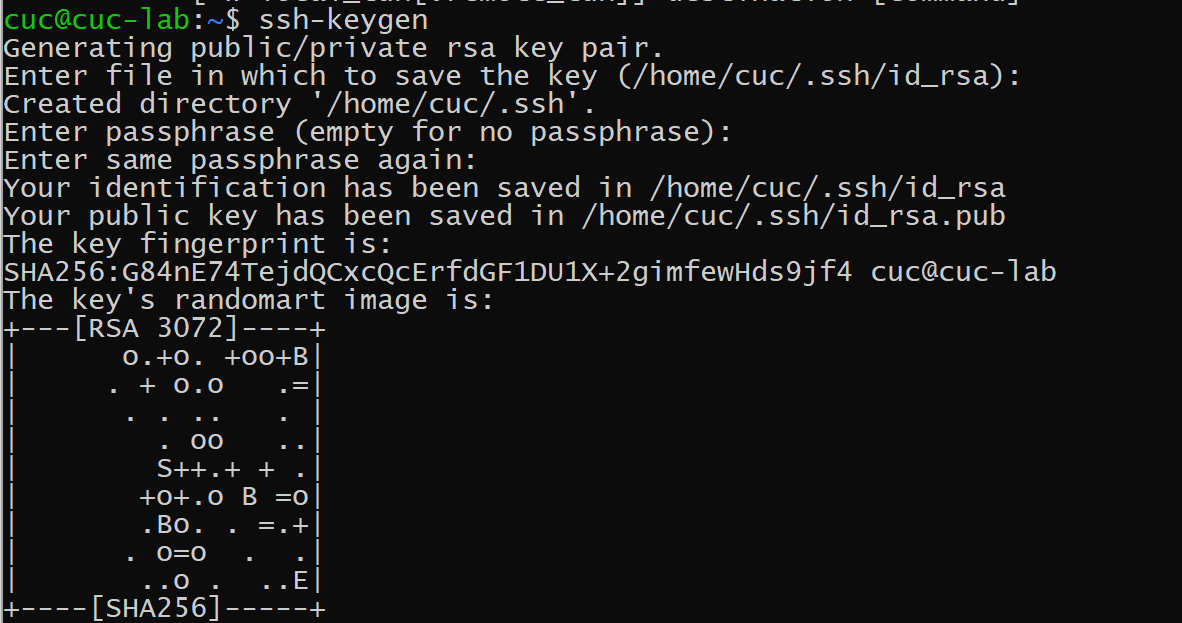 cuc@cuc-lab:~$ ssh-keygen
Generating public/private rsa key pair.
Enter file in which to save the key (/home/cuc/.ssh/id_rsa):
Created directory '/home/cuc/.ssh'.
Enter passphrase (empty for no passphrase):
Enter same passphrase again:
Your identification has been saved in /home/cuc/.ssh/id_rsa
Your public key has been saved in /home/cuc/.ssh/id_rsa.pub
The key fingerprint is:
SHA256:G84nE74TejdQCxcQcErfdGF1DU1X+2gimfewHds9jf4 cuc@cuc-lab
The key's randomart image is:
+---[RSA 3072]----+
|      o.+o. +oo+B|
|     . + o.o   .=|
|      . . ..   . |
|        . oo   ..|
|        S++.+ + .|
|       +o+.o B =o|
|       .Bo. . =.+|
|      . o=o  .  .|
|       ..o .  ..E|
+----[SHA256]-----+